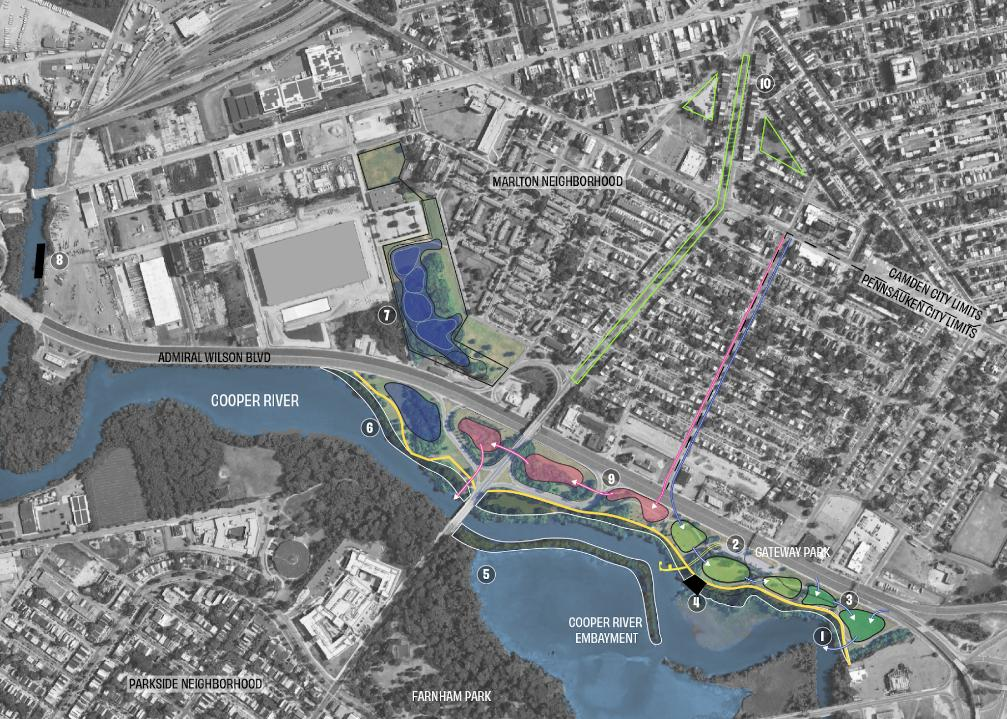 10
MARLTON NEIGHBORHOOD
8
CAMDEN CITY LIMITS
PENNSAUKEN CITY LIMITS
7
ADMIRAL WILSON BLVD
COOPER RIVER
6
9
2
GATEWAY PARK
5
4
3
COOPER RIVER
EMBAYMENT
1
PARKSIDE NEIGHBORHOOD
FARNHAM PARK